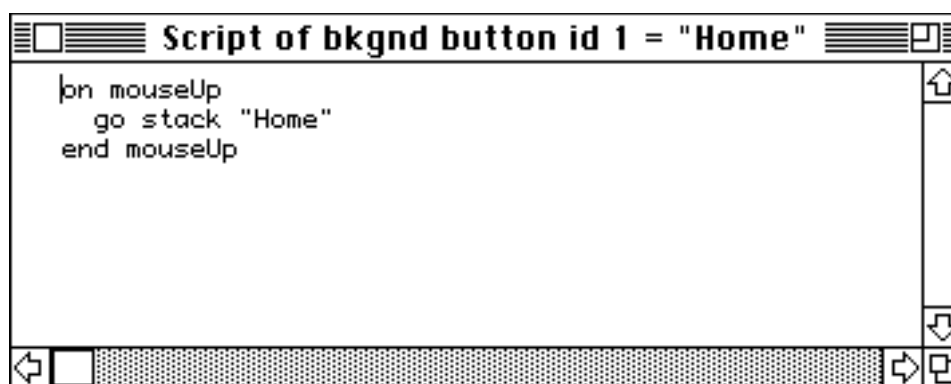 Script of bkgnd button id 1 = "Home"
on mouseUp
  go stack "Home"
end mouseUp